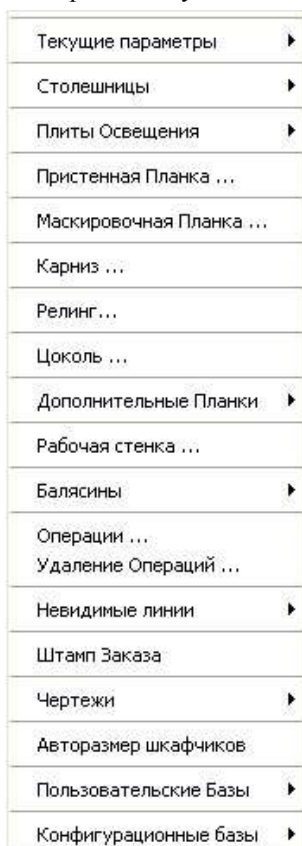 Текущие параметры
Столешницы
Плиты Освещения
Пристенная Планка ...
Маскировочная Планка ...
Карниз ...
Релинг...
Цоколь ...
Дополнительные Планки
Рабочая стенка ...
Балясины
Операции ...
Удаление Операций ...
Невидимые линии
Штамп Заказа
Чертежи
Авторазмер шкафчиков
Пользовательские Базы
Конфигурационные базы